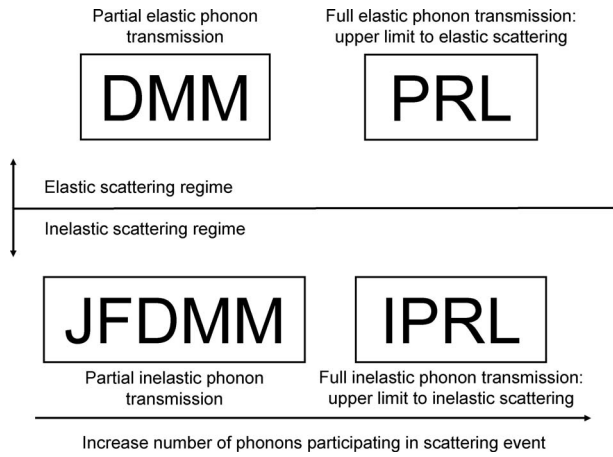 Partial elastic phonon
transmission
Full elastic phonon transmission:
upper limit to elastic scattering
DMM
PRL
Elastic scattering regime
Inelastic scattering regime
JFDMM
IPRL
Partial inelastic phonon
transmission
Full inelastic phonon transmission:
upper limit to inelastic scattering
Increase number of phonons participating in scattering event